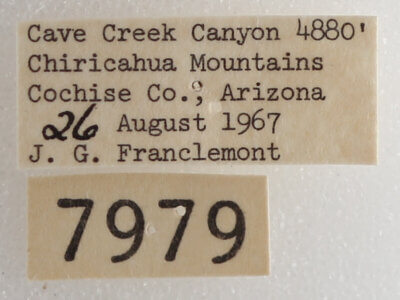 Cave Creek Canyon 4880'
Chiricahua Mountains
Cochise Co., Arizona
26 August 1967
J. G. Franclemont
7979